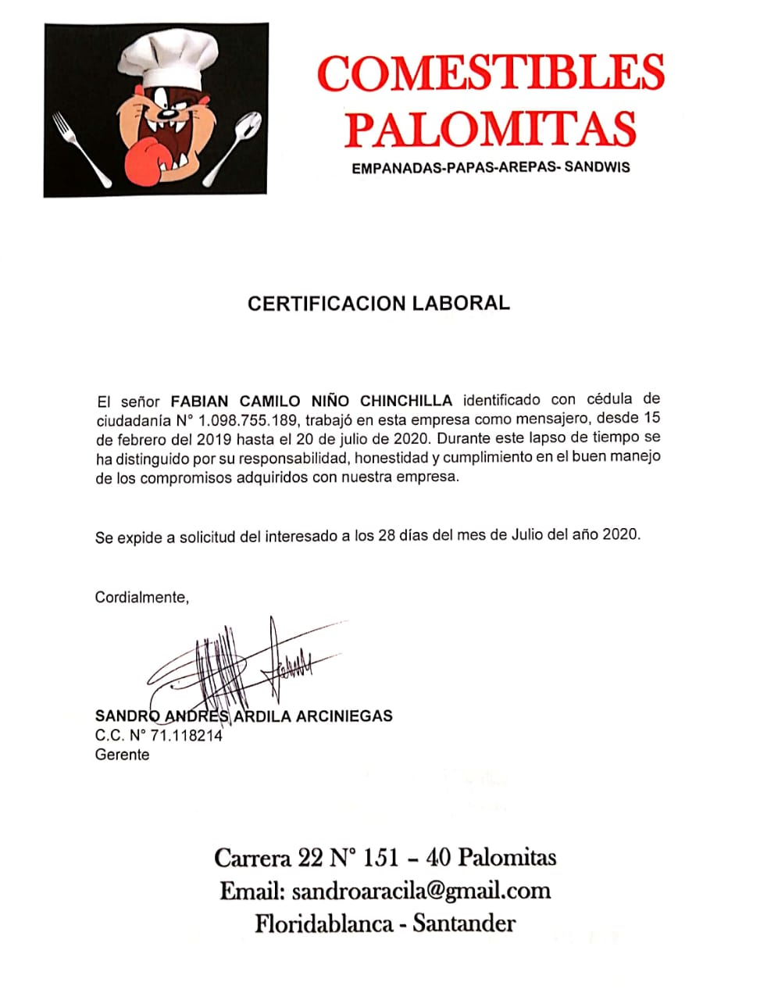 COMESTIBLES
PALOMITAS
EMPANADAS-PAPAS-AREPAS- SANDWIS
CERTIFICACION LABORAL
El señor FABIAN CAMILO NIÑO CHINCHILLA identificado con cédula de
ciudadanía N° 1.098.755.189, trabajó en esta empresa como mensajero, desde 15
de febrero del 2019 hasta el 20 de julio de 2020. Durante este lapso de tiempo se
ha distinguido por su responsabilidad, honestidad y cumplimiento en el buen manejo
de los compromisos adquiridos con nuestra empresa.
Se expide a solicitud del interesado a los 28 días del mes de Julio del año 2020.
Cordialmente,
SANDRO ANDRES ARDILA ARCINIEGAS
C.C. N° 71.118214
Gerente
Carrera 22 N° 151 – 40 Palomitas
Email: sandroaracila@gmail.com
Floridablanca - Santander